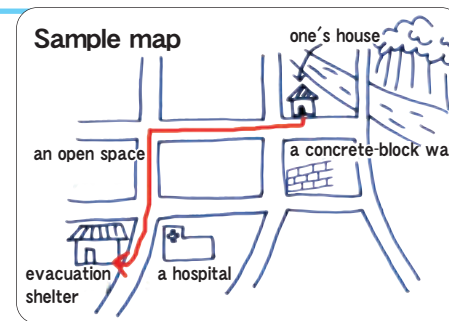 Sample map
one's house
an open space
a concrete-block wa
evacuation
shelter
a hospital